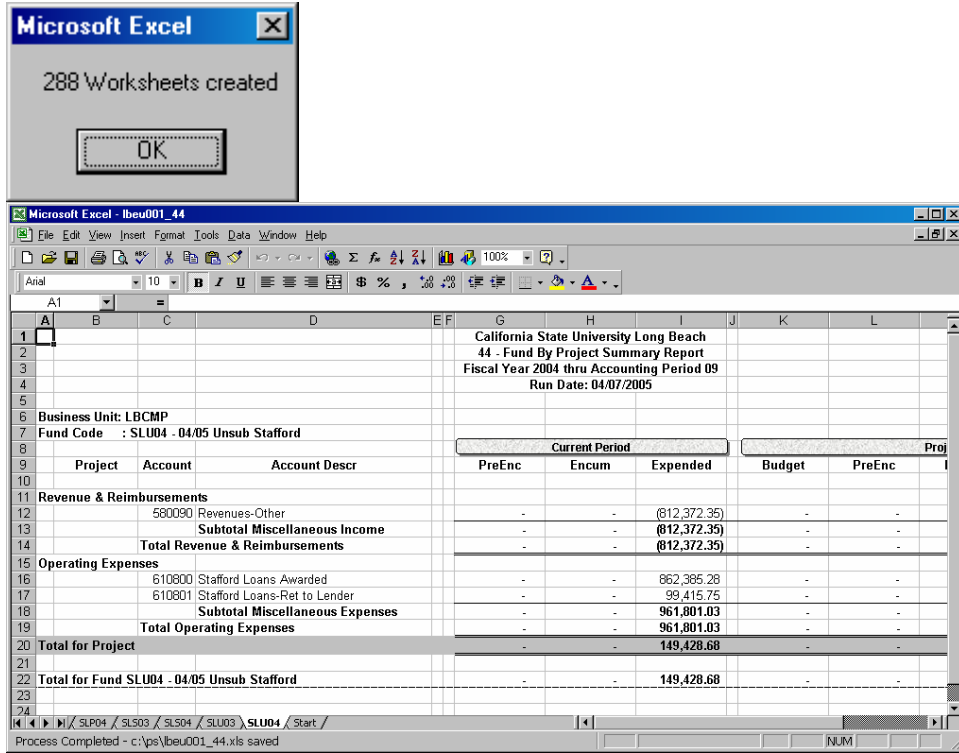 Microsoft Excel
288 Worksheets created
OK
Microsoft Excel - lbeu001_44
File Edit View Insert Format Tools Data Window Help
100%
Arial 10 B I U $ % ,
A1 =
A B C D E F G H I J K L
1 California State University Long Beach
2 44 - Fund By Project Summary Report
3 Fiscal Year 2004 thru Accounting Period 09
4 Run Date: 04/07/2005
5
6 Business Unit: LBCMP
7 Fund Code : SLU04 - 04/05 Unsub Stafford
8 Current Period Proj
9 Project Account Account Descr PreEnc Encum Expended Budget PreEnc
10
11 Revenue & Reimbursements
12 580090 Revenues-Other - - (812,372.35) - -
13 Subtotal Miscellaneous Income - - (812,372.35) - -
14 Total Revenue & Reimbursements - - (812,372.35) - -
15 Operating Expenses
16 610800 Stafford Loans Awarded - - 862,385.28 - -
17 610801 Stafford Loans-Ret to Lender - - 99,415.75 - -
18 Subtotal Miscellaneous Expenses - - 961,801.03 - -
19 Total Operating Expenses - - 961,801.03 - -
20 Total for Project - - 149,428.68 - -
21
22 Total for Fund SLU04 - 04/05 Unsub Stafford - - 149,428.68 - -
23
24
SLP04 / SLS03 / SLS04 / SLU03 \ SLU04 / Start /
Process Completed - c:\ps\lbeu001_44.xls saved NUM